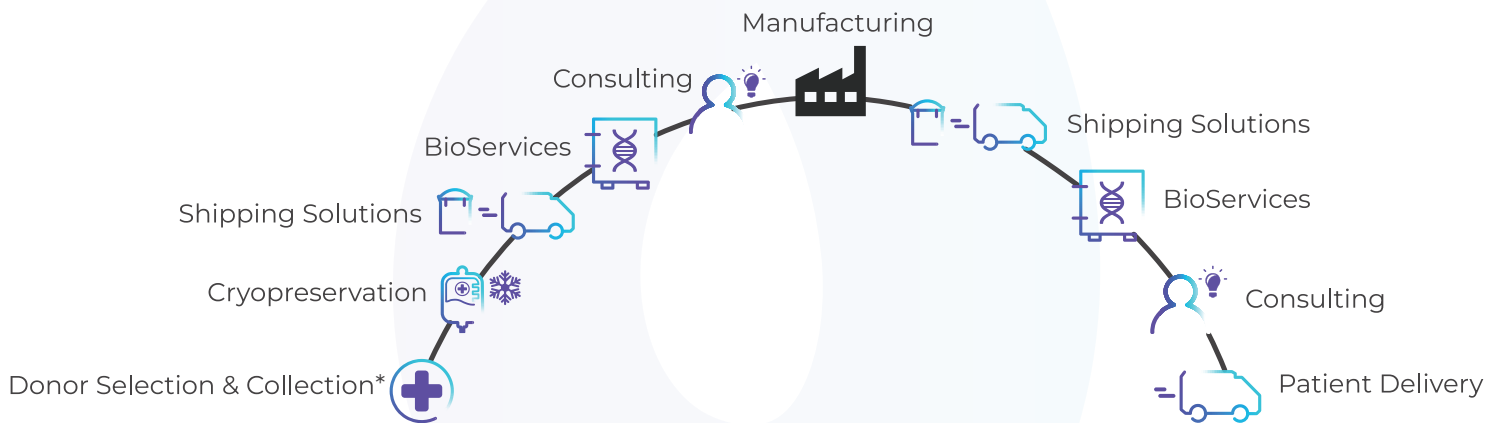 Manufacturing
Consulting
Shipping Solutions
BioServices
BioServices
Shipping Solutions
Cryopreservation
Consulting
Donor Selection & Collection*
Patient Delivery